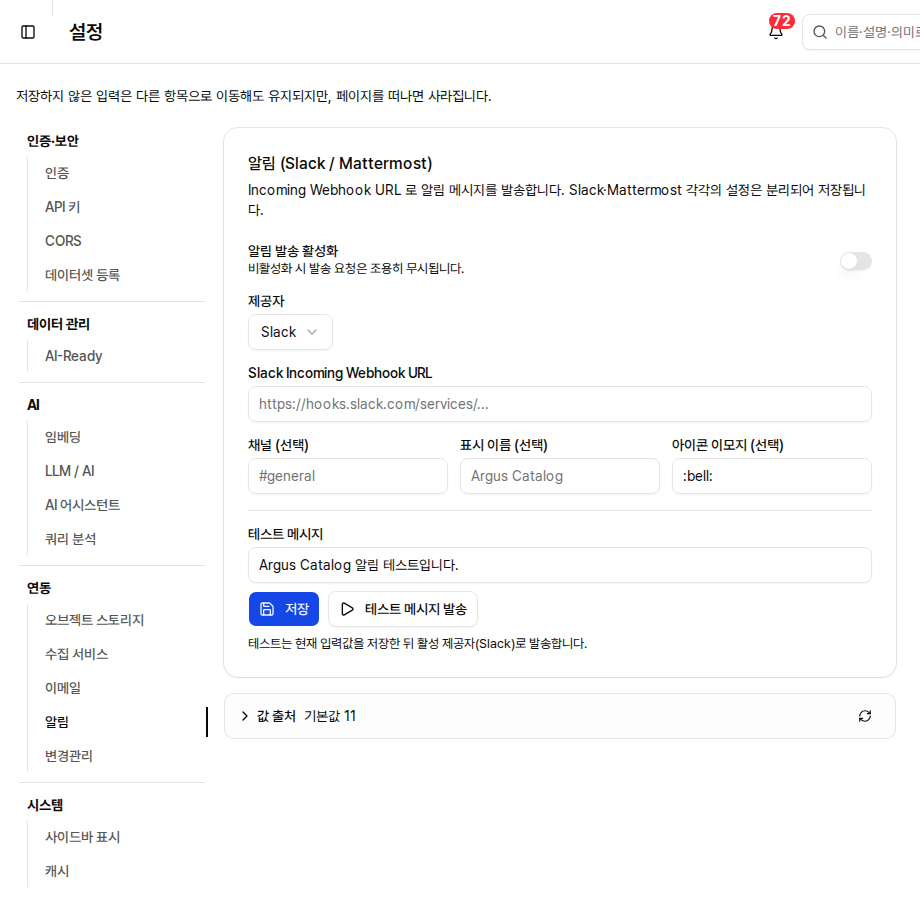 설정
72
이름·설명·의미로
저장하지 않은 입력은 다른 항목으로 이동해도 유지되지만, 페이지를 떠나면 사라집니다.
인증·보안
인증
API 키
CORS
데이터셋 등록
데이터 관리
AI-Ready
AI
임베딩
LLM / AI
AI 어시스턴트
쿼리 분석
연동
오브젝트 스토리지
수집 서비스
이메일
알림
변경관리
시스템
사이드바 표시
캐시
알림 (Slack / Mattermost)
Incoming Webhook URL 로 알림 메시지를 발송합니다. Slack·Mattermost 각각의 설정은 분리되어 저장됩니
다.
알림 발송 활성화
비활성화 시 발송 요청은 조용히 무시됩니다.
제공자
Slack
Slack Incoming Webhook URL
https://hooks.slack.com/services/...
채널 (선택) 표시 이름 (선택) 아이콘 이모지 (선택)
#general Argus Catalog :bell:
테스트 메시지
Argus Catalog 알림 테스트입니다.
저장 테스트 메시지 발송
테스트는 현재 입력값을 저장한 뒤 활성 제공자(Slack)로 발송합니다.
값 출처 기본값 11